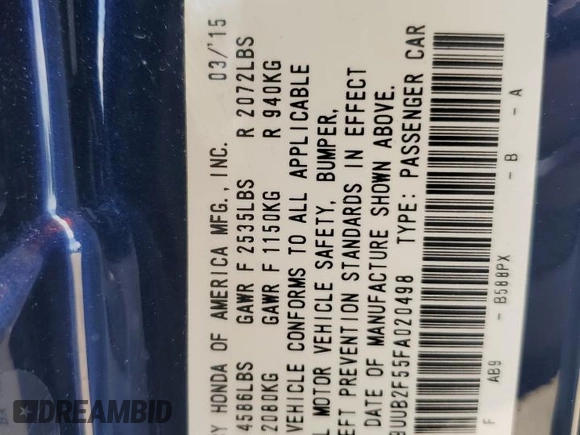 Y HONDA OF AMERICA MFG., INC. 03/'15
4586LBS GAWR F 2535LBS R 2072LBS
2080KG GAWR F 1150KG R 940KG
VEHICLE CONFORMS TO ALL APPLICABLE
L MOTOR VEHICLE SAFETY, BUMPER,
EFT PREVENTION STANDARDS IN EFFECT
DATE OF MANUFACTURE SHOWN ABOVE.
UUB2F55FA020498 TYPE: PASSENGER CAR
F AB9 - B588PX - B - A
DREAMBID